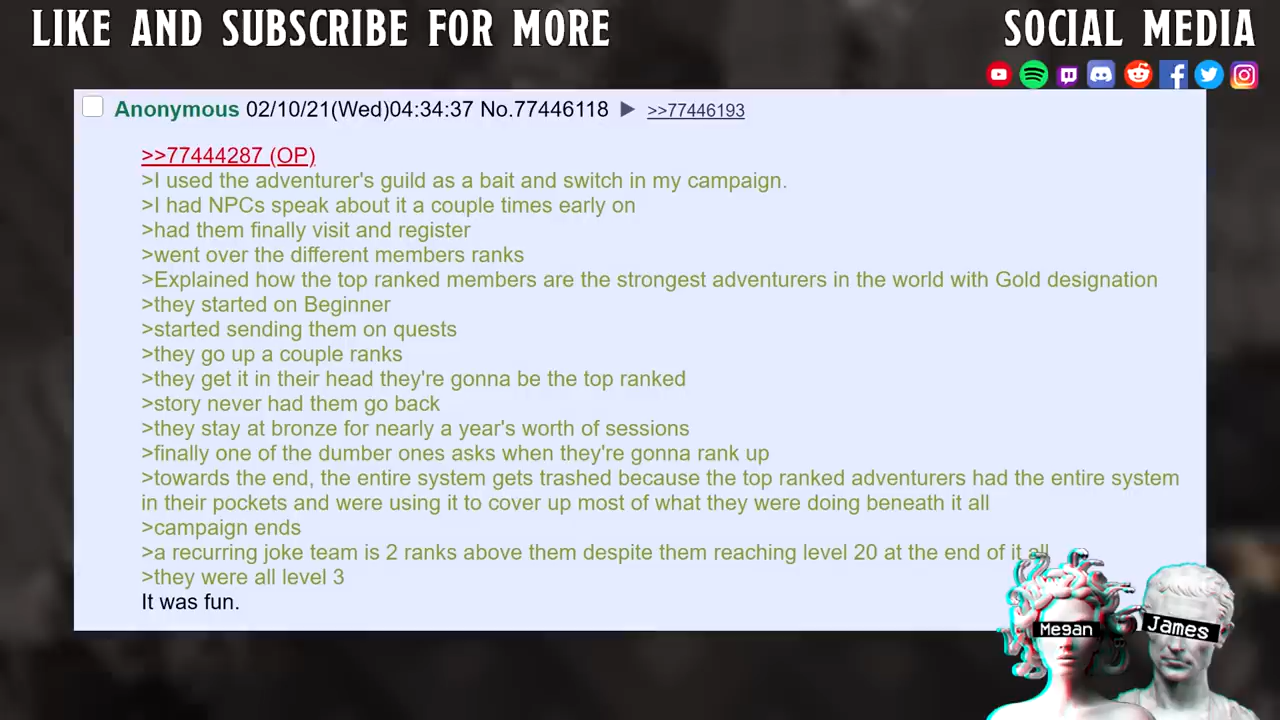 LIKE AND SUBSCRIBE FOR MORE
SOCIAL MEDIA
Anonymous 02/10/21(Wed)04:34:37 No.77446118 ▶ >>77446193
>>77444287 (OP)
>I used the adventurer's guild as a bait and switch in my campaign.
>I had NPCs speak about it a couple times early on
>had them finally visit and register
>went over the different members ranks
>Explained how the top ranked members are the strongest adventurers in the world with Gold designation
>they started on Beginner
>started sending them on quests
>they go up a couple ranks
>they get it in their head they're gonna be the top ranked
>story never had them go back
>they stay at bronze for nearly a year's worth of sessions
>finally one of the dumber ones asks when they're gonna rank up
>towards the end, the entire system gets trashed because the top ranked adventurers had the entire system
in their pockets and were using it to cover up most of what they were doing beneath it all
>campaign ends
>a recurring joke team is 2 ranks above them despite them reaching level 20 at the end of it all
>they were all level 3
It was fun.
Megan
James